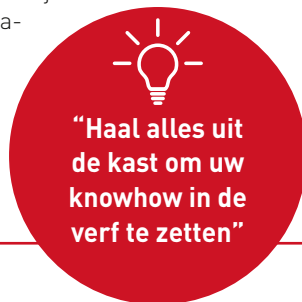 a-
“Haal alles uit
de kast om uw
knowhow in de
verf te zetten”